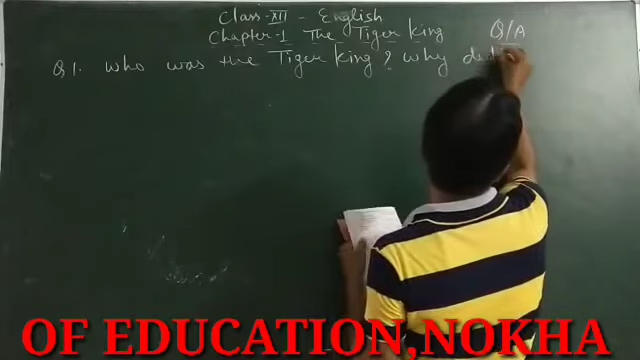 Class-XII - English
Chapter-1 The Tiger King Q/A
Q1. Who was the Tiger King? Why did
OF EDUCATION,NOKHA